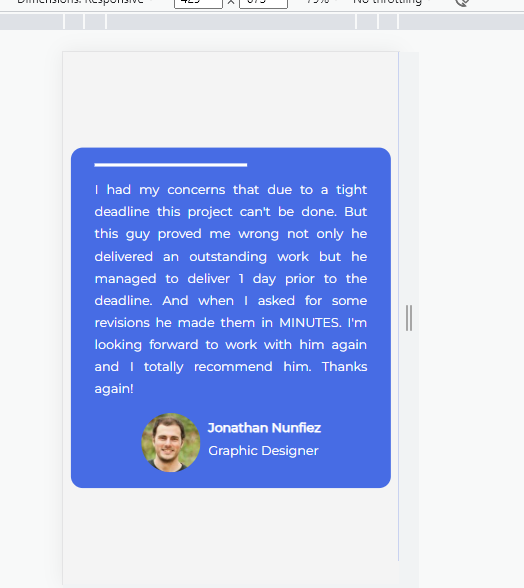 Dimensions: Responsive
429 x 675 79% No throttling
I had my concerns that due to a tight
deadline this project can't be done. But
this guy proved me wrong not only he
delivered an outstanding work but he
managed to deliver 1 day prior to the
deadline. And when I asked for some
revisions he made them in MINUTES. I'm
looking forward to work with him again
and I totally recommend him. Thanks
again!
Jonathan Nunfiez
Graphic Designer